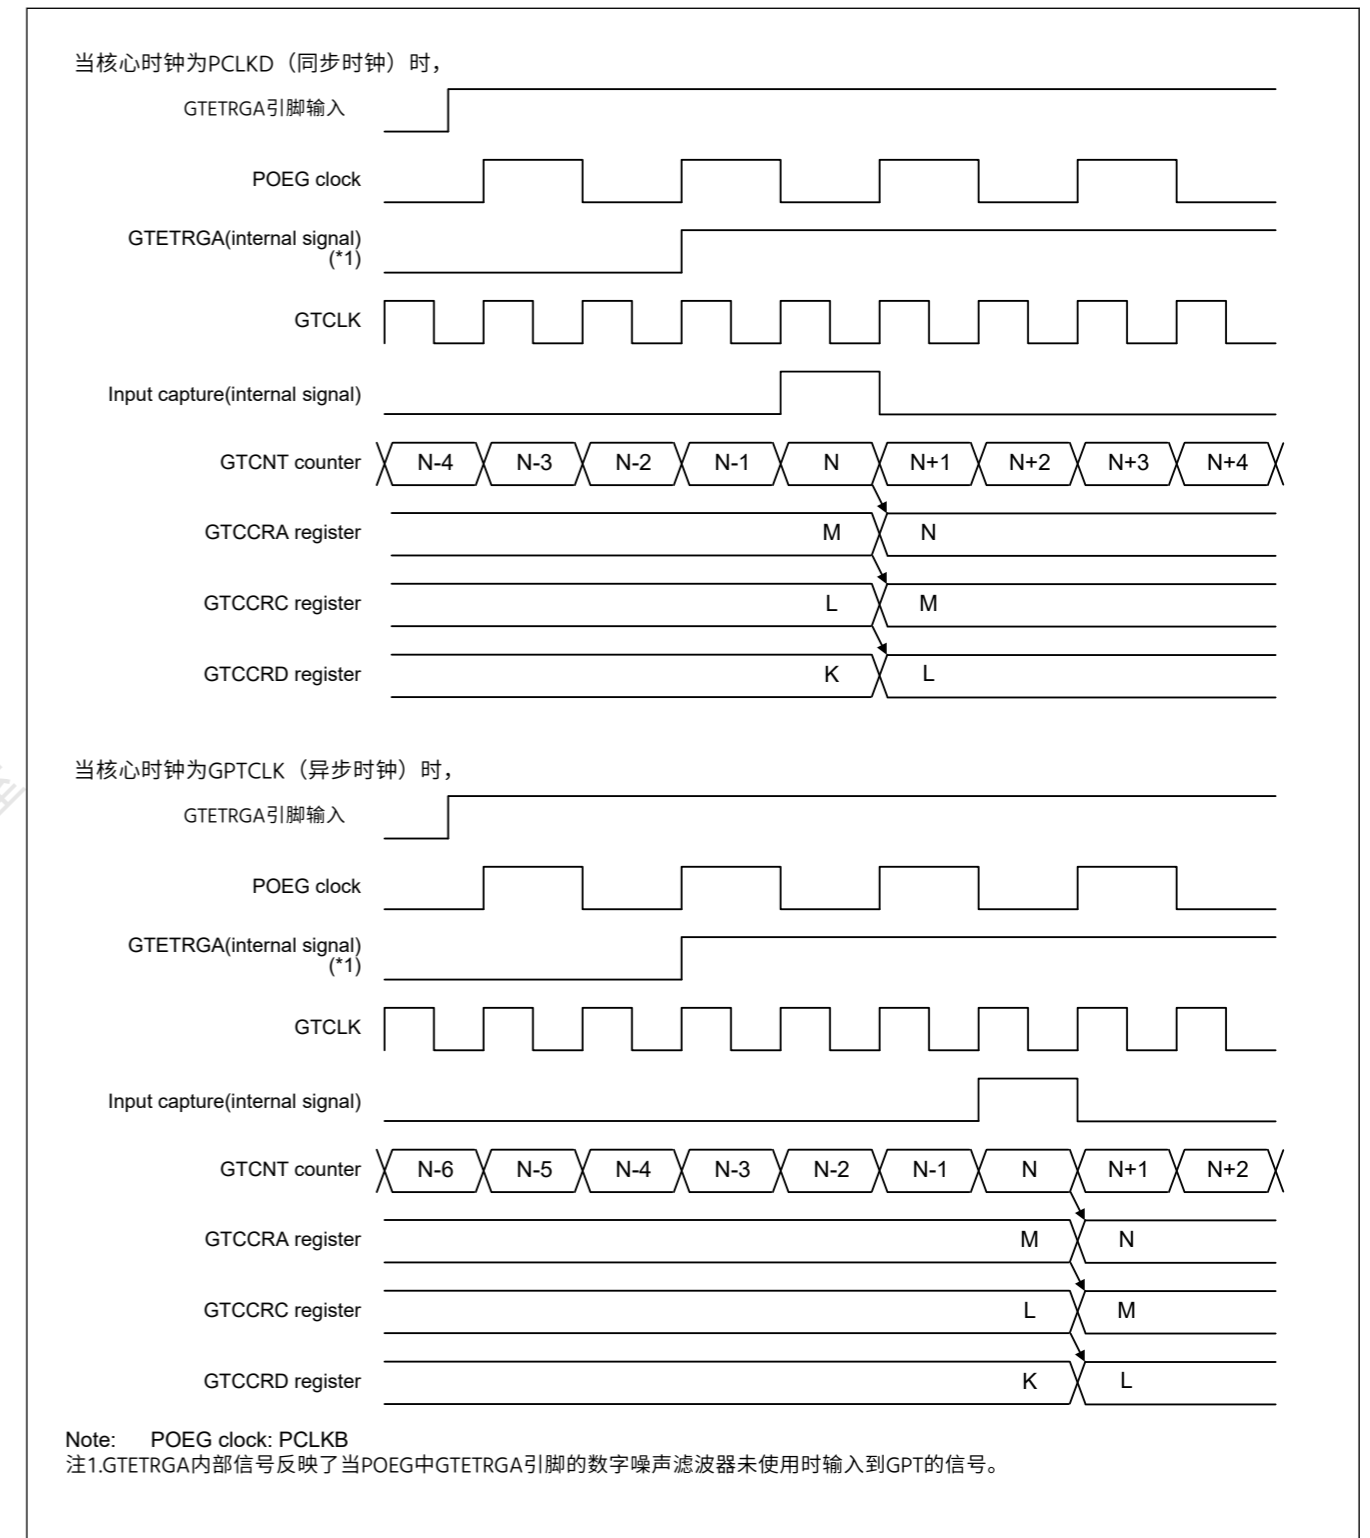 当核心时钟为PCLKD（同步时钟）时，
GTETRGA引脚输入
POEG clock
GTETRGA(internal signal)
(*1)
GTCLK
Input capture(internal signal)
GTCNT counter N-4 N-3 N-2 N-1 N N+1 N+2 N+3 N+4
GTCCRA register M N
GTCCRC register L M
GTCCRD register K L
当核心时钟为GPTCLK（异步时钟）时，
GTETRGA引脚输入
POEG clock
GTETRGA(internal signal)
(*1)
GTCLK
Input capture(internal signal)
GTCNT counter N-6 N-5 N-4 N-3 N-2 N-1 N N+1 N+2
GTCCRA register M N
GTCCRC register L M
GTCCRD register K L
Note: POEG clock: PCLKB
注1.GTETRGA内部信号反映了当POEG中GTETRGA引脚的数字噪声滤波器未使用时输入到GPT的信号。